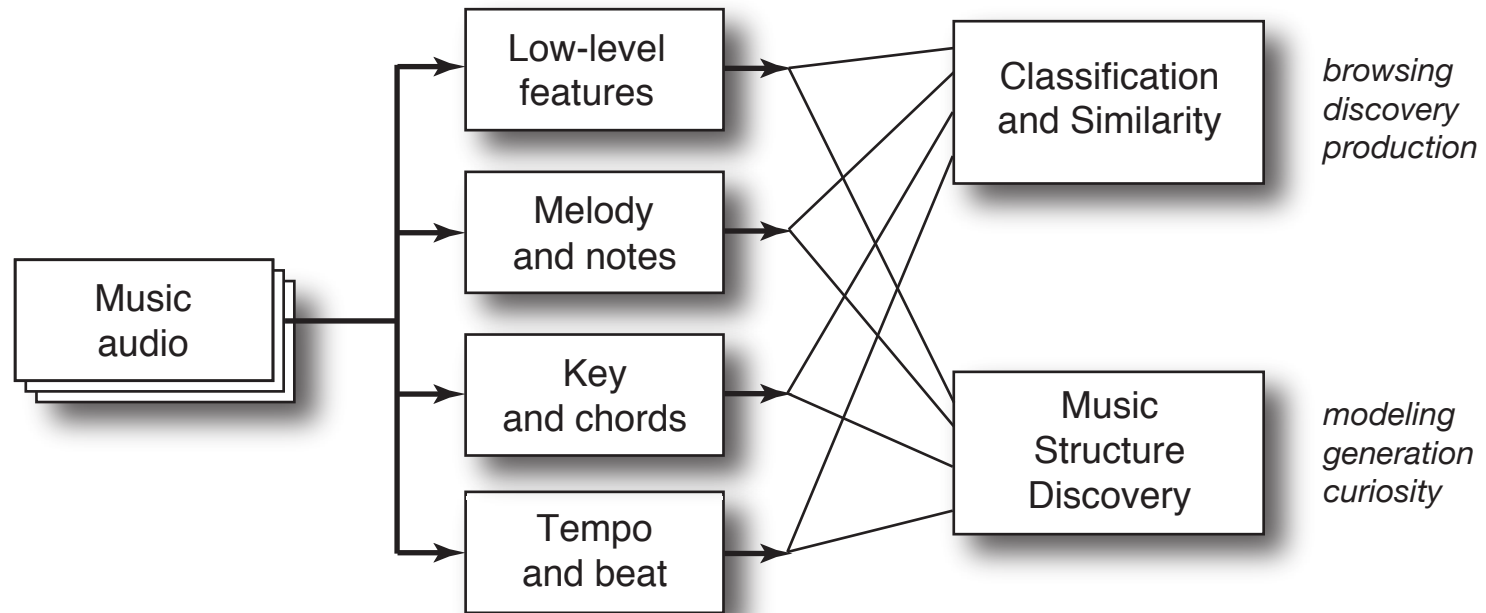 Low-level
features
Melody
and notes
Music
audio
Key
and chords
Tempo
and beat
Classification
and Similarity
browsing
discovery
production
Music
Structure
Discovery
modeling
generation
curiosity